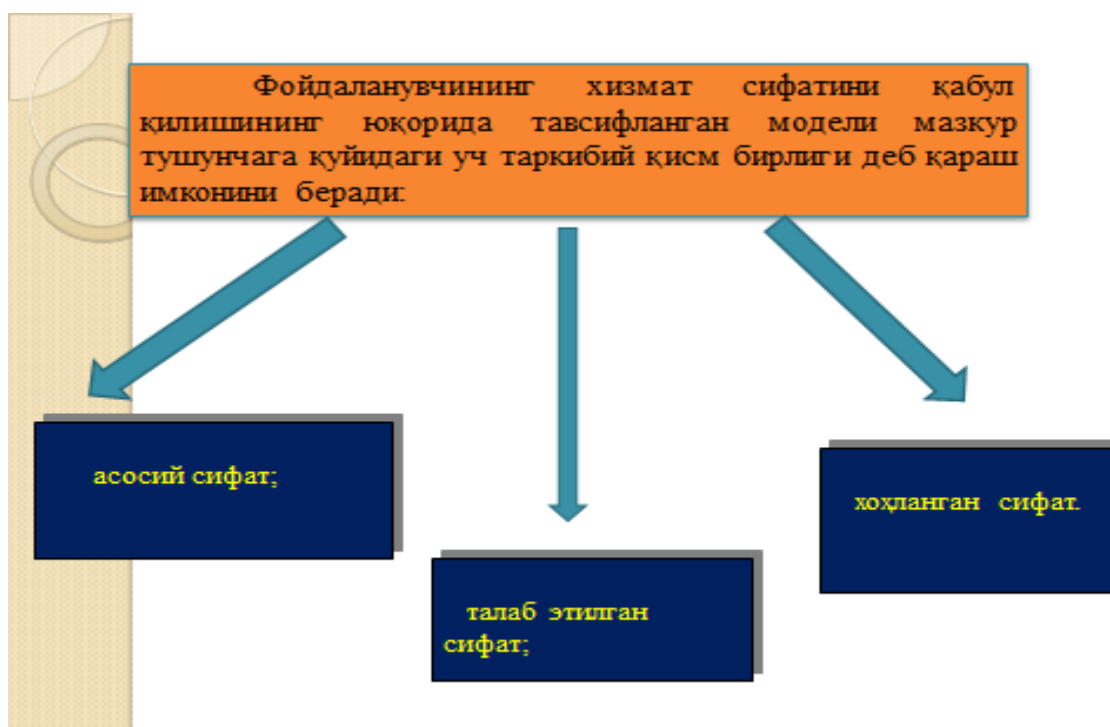 Фойдаланувчининг хизмат сифатини қабул
қилишининг юқорида тавсифланган модели мазкур
тушунчага қуйидаги уч таркибий қисм бирлиги деб қараш
имконини беради:
асосий сифат;
талаб этилган
сифат;
хоҳланган сифат.